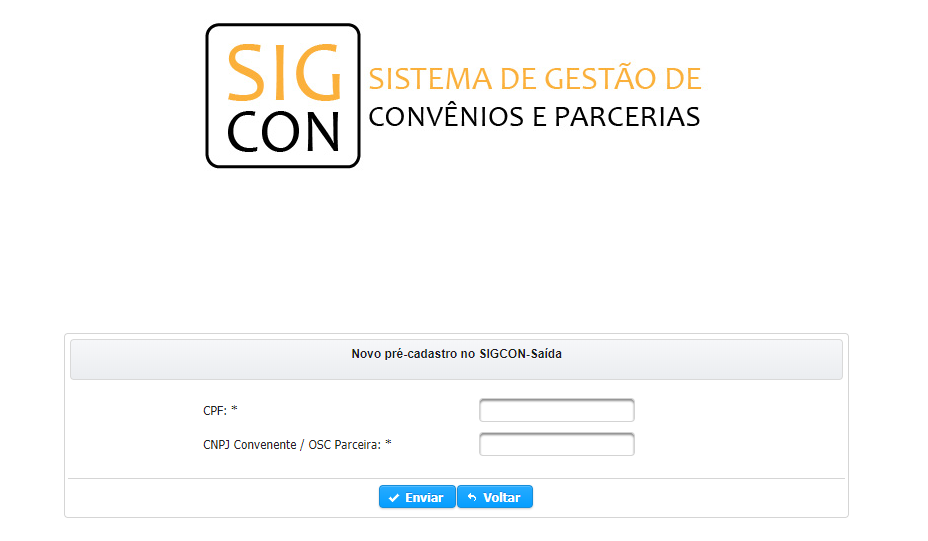 SIG
CON
SISTEMA DE GESTÃO DE
CONVÊNIOS E PARCERIAS
Novo pré-cadastro no SIGCON-Saída
CPF: *
CNPJ Convenente / OSC Parceira: *
Enviar
Voltar